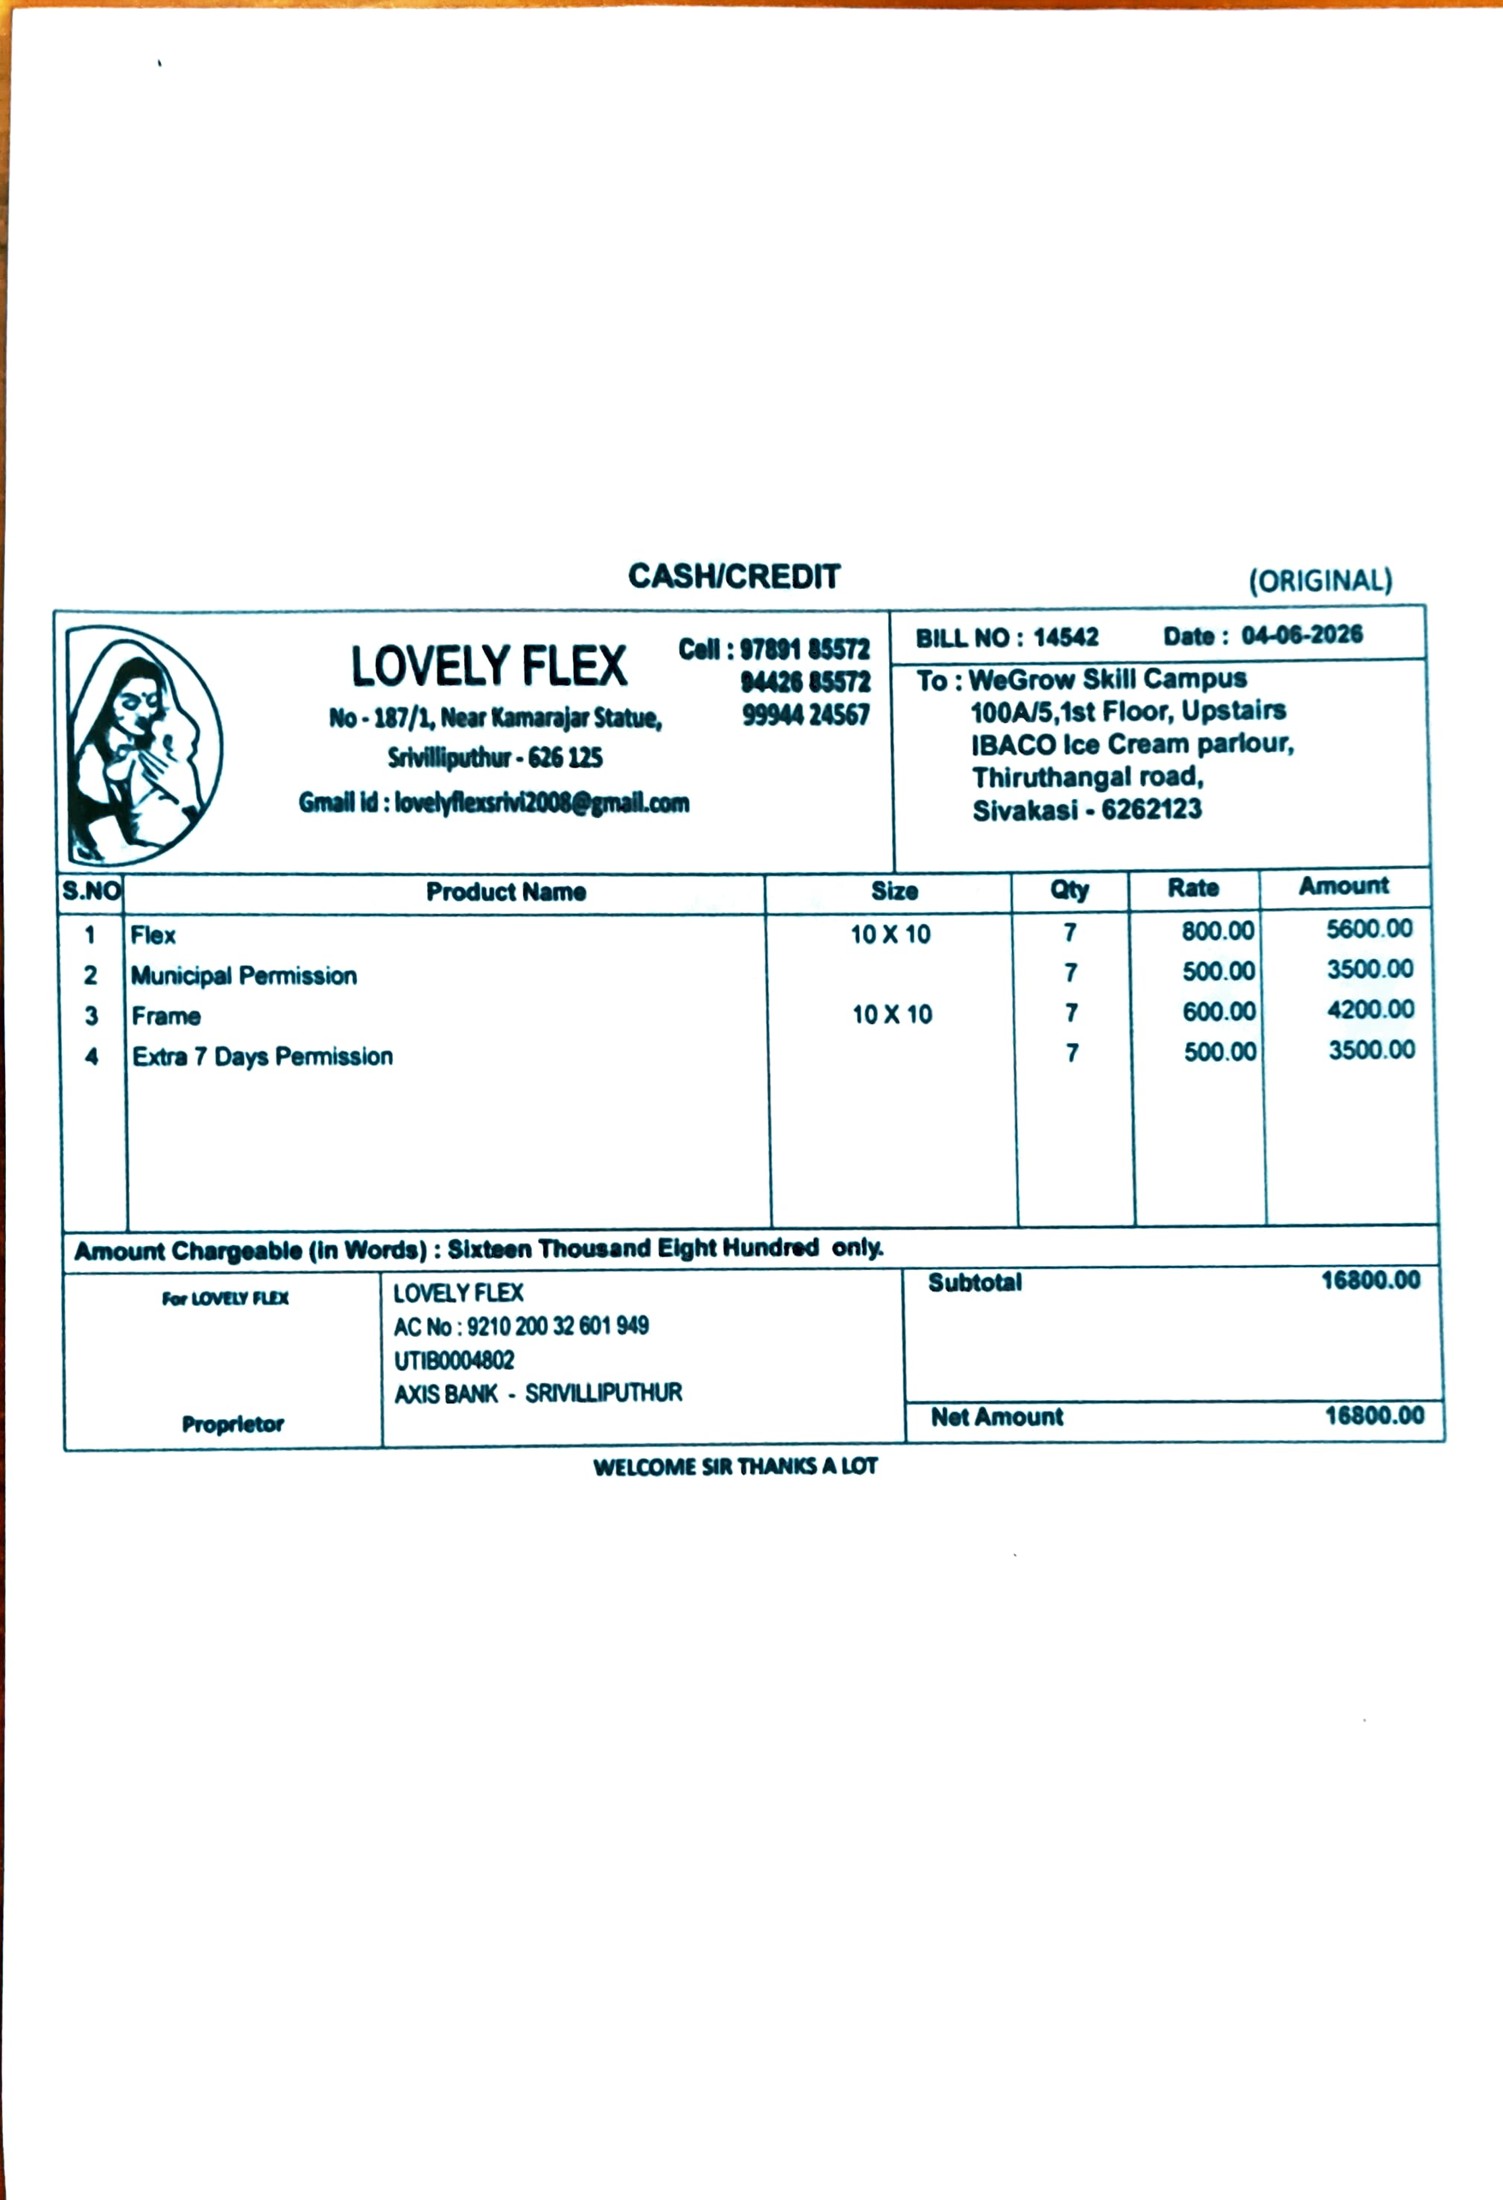 CASH/CREDIT
(ORIGINAL)
LOVELY FLEX
No - 187/1, Near Kamarajar Statue,
Srivilliputhur - 626 125
Gmail id : lovelyflexsrivi2008@gmail.com
Cell : 97891 85572
94426 85572
99944 24567
BILL NO : 14542 Date : 04-06-2026
To : WeGrow Skill Campus
100A/5,1st Floor, Upstairs
IBACO Ice Cream parlour,
Thiruthangal road,
Sivakasi - 6262123
S.NO Product Name Size Qty Rate Amount
1 Flex 10 X 10 7 800.00 5600.00
2 Municipal Permission 7 500.00 3500.00
3 Frame 10 X 10 7 600.00 4200.00
4 Extra 7 Days Permission 7 500.00 3500.00
Amount Chargeable (in Words) : Sixteen Thousand Eight Hundred only.
For LOVELY FLEX
Proprietor
LOVELY FLEX
AC No : 9210 200 32 601 949
UTIB0004802
AXIS BANK - SRIVILLIPUTHUR
Subtotal 16800.00
Net Amount 16800.00
WELCOME SIR THANKS A LOT